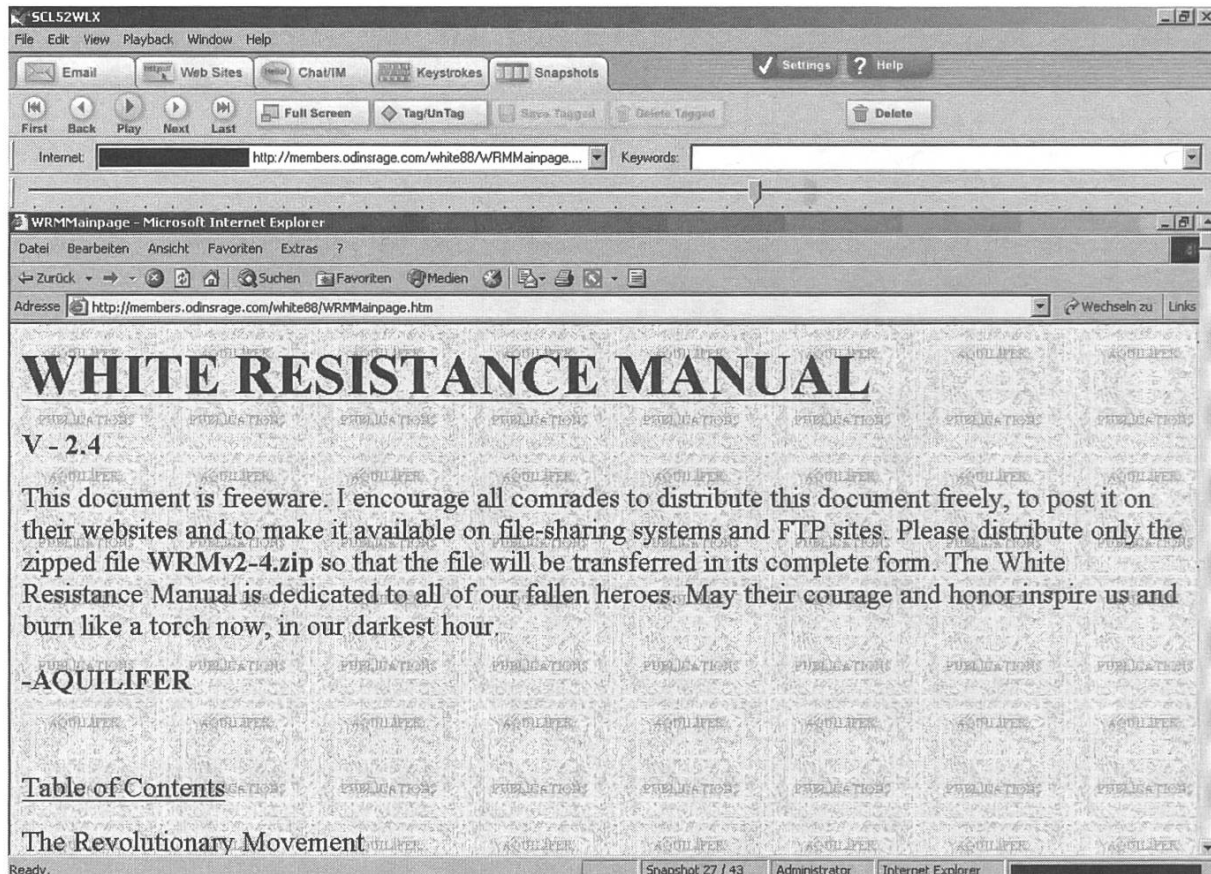 SCL52WLX
File Edit View Playback Window Help
Email Web Sites Chat/IM Keystrokes Snapshots Settings ? Help
First Back Play Next Last Full Screen Tag/UnTag Save Tagged Delete Tagged Delete
Internet: http://members.odinsrage.com/white88/WRMMainpage.... Keywords:
WRMMainpage - Microsoft Internet Explorer
Datei Bearbeiten Ansicht Favoriten Extras ?
Zurück Suchen Favoriten Medien
Adresse http://members.odinsrage.com/white88/WRMMainpage.htm Wechseln zu Links
WHITE RESISTANCE MANUAL
V - 2.4
This document is freeware. I encourage all comrades to distribute this document freely, to post it on
their websites and to make it available on file-sharing systems and FTP sites. Please distribute only the
zipped file WRMv2-4.zip so that the file will be transferred in its complete form. The White
Resistance Manual is dedicated to all of our fallen heroes. May their courage and honor inspire us and
burn like a torch now, in our darkest hour.
-AQUILIFER
Table of Contents
The Revolutionary Movement
Ready. Snapshot 27 / 43 Administrator Internet Explorer